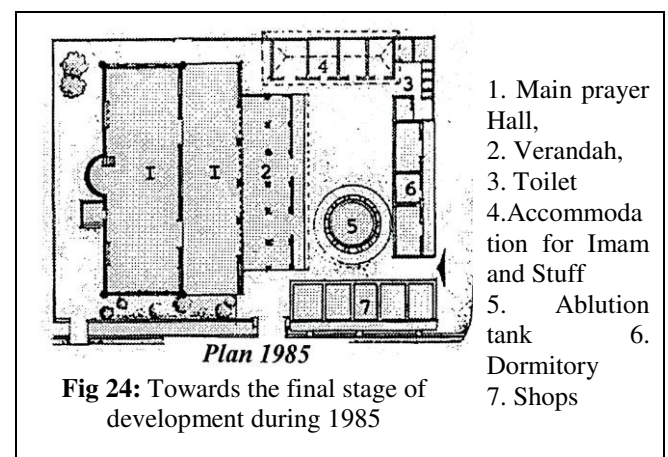 4
3
I
I
2
6
5
7
Plan 1985
Fig 24: Towards the final stage of
development during 1985
1. Main prayer
Hall,
2. Verandah,
3. Toilet
4.Accommoda
tion for Imam
and Stuff
5. Ablution
tank 6.
Dormitory
7. Shops